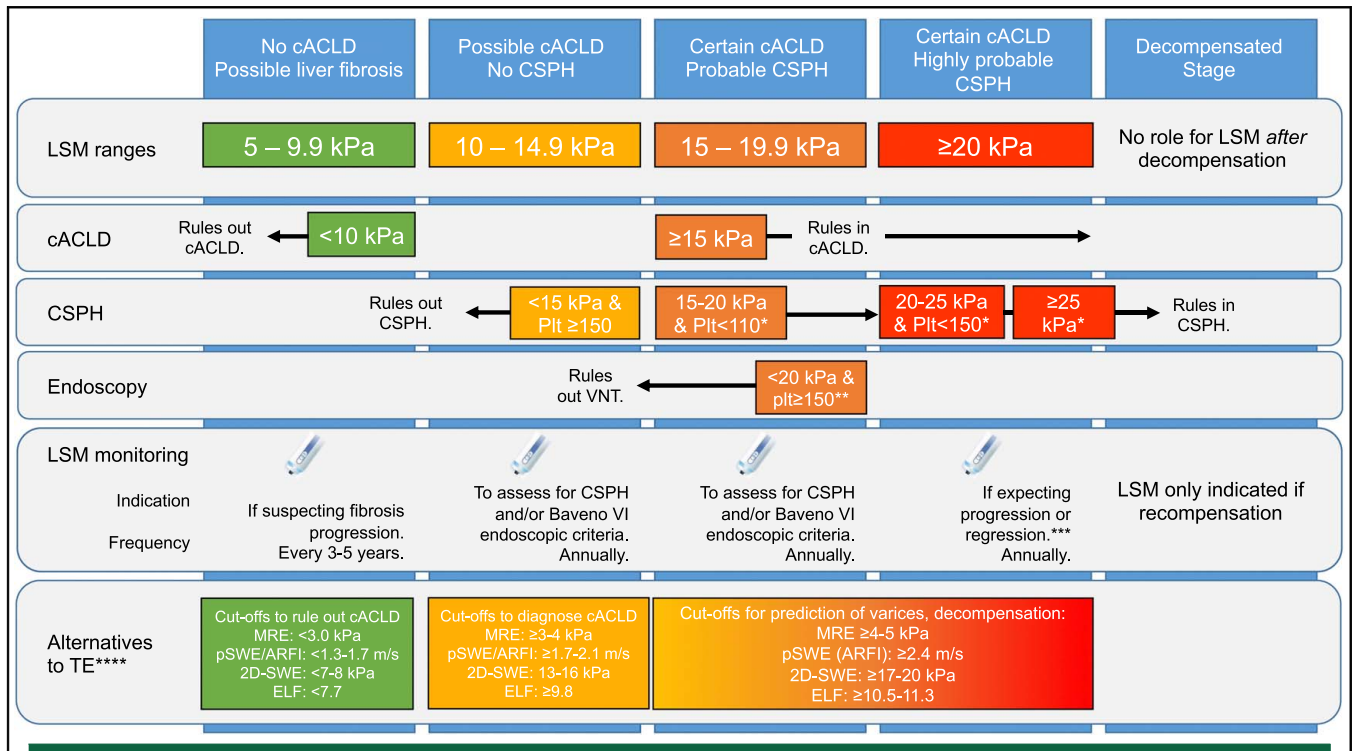 No cACLD
Possible liver fibrosis
Possible cACLD
No CSPH
Certain cACLD
Probable CSPH
Certain cACLD
Highly probable
CSPH
Decompensated
Stage
LSM ranges
5 – 9.9 kPa
10 – 14.9 kPa
15 – 19.9 kPa
≥20 kPa
No role for LSM after
decompensation
cACLD
Rules out
cACLD.
<10 kPa
≥15 kPa
Rules in
cACLD.
CSPH
Rules out
CSPH.
<15 kPa &
Plt ≥150
15-20 kPa
& Plt<110*
20-25 kPa
& Plt<150*
≥25
kPa*
Rules in
CSPH.
Endoscopy
Rules
out VNT.
<20 kPa &
plt≥150**
LSM monitoring
Indication
Frequency
If suspecting fibrosis
progression.
Every 3-5 years.
To assess for CSPH
and/or Baveno VI
endoscopic criteria.
Annually.
To assess for CSPH
and/or Baveno VI
endoscopic criteria.
Annually.
If expecting
progression or
regression.***
Annually.
LSM only indicated if
recompensation
Alternatives
to TE****
Cut-offs to rule out cACLD
MRE: <3.0 kPa
pSWE/ARFI: <1.3-1.7 m/s
2D-SWE: <7-8 kPa
ELF: <7.7
Cut-offs to diagnose cACLD
MRE: ≥3-4 kPa
pSWE/ARFI: ≥1.7-2.1 m/s
2D-SWE: 13-16 kPa
ELF: ≥9.8
Cut-offs for prediction of varices, decompensation:
MRE ≥4-5 kPa
pSWE (ARFI): ≥2.4 m/s
2D-SWE: ≥17-20 kPa
ELF: ≥10.5-11.3